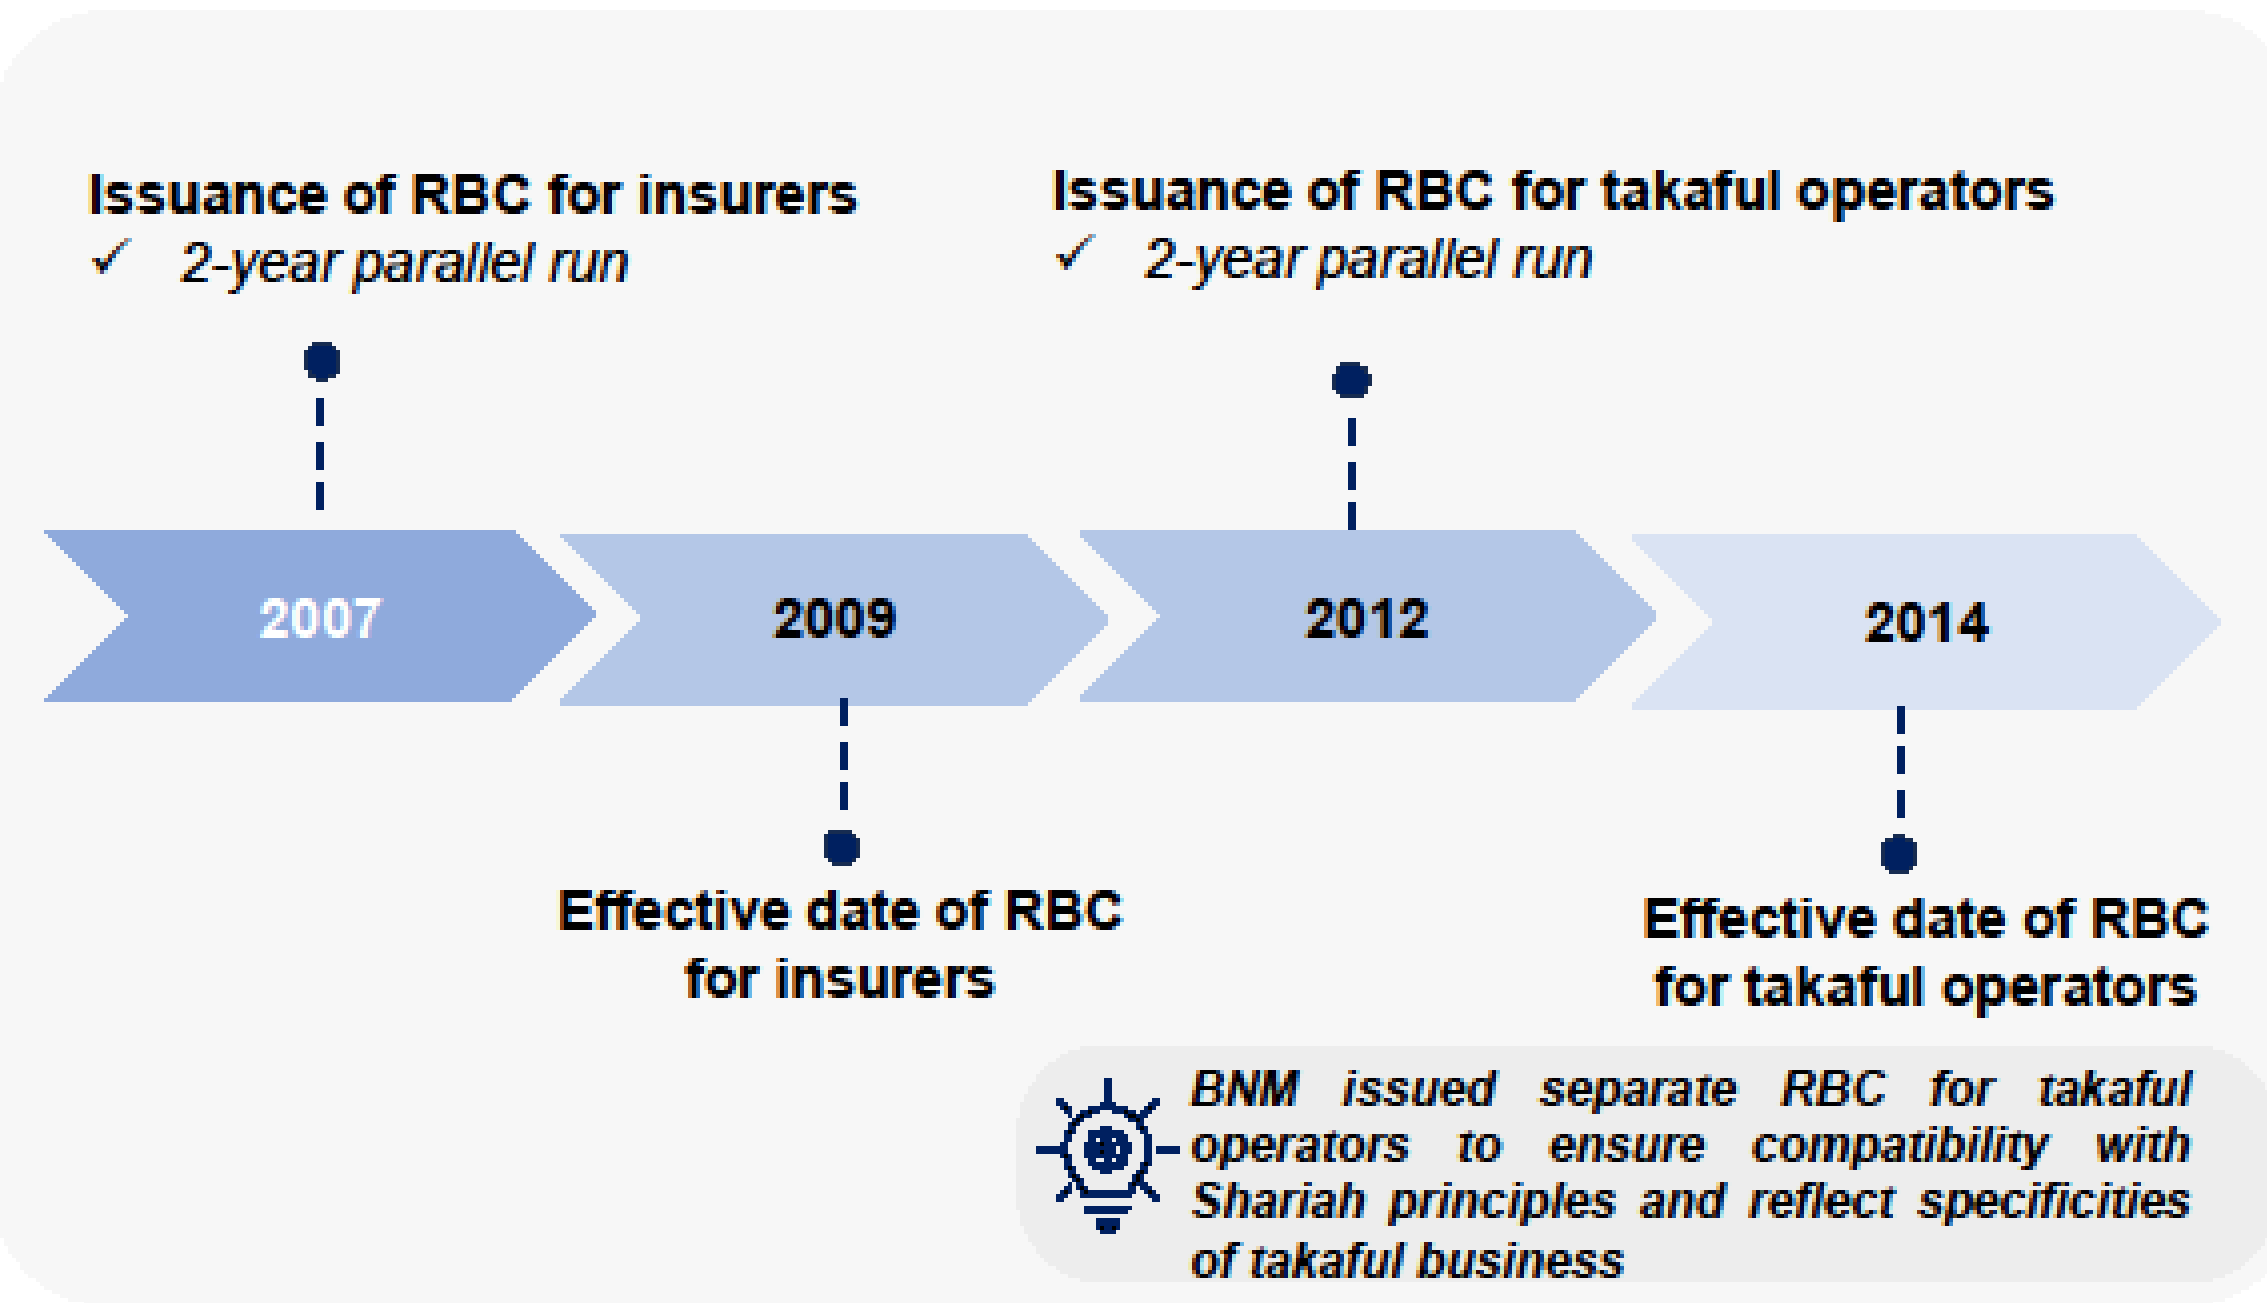 Issuance of RBC for insurers
✓ 2-year parallel run
Issuance of RBC for takaful operators
✓ 2-year parallel run
2007
2009
2012
2014
Effective date of RBC
for insurers
Effective date of RBC
for takaful operators
BNM issued separate RBC for takaful
operators to ensure compatibility with
Shariah principles and reflect specificities
of takaful business